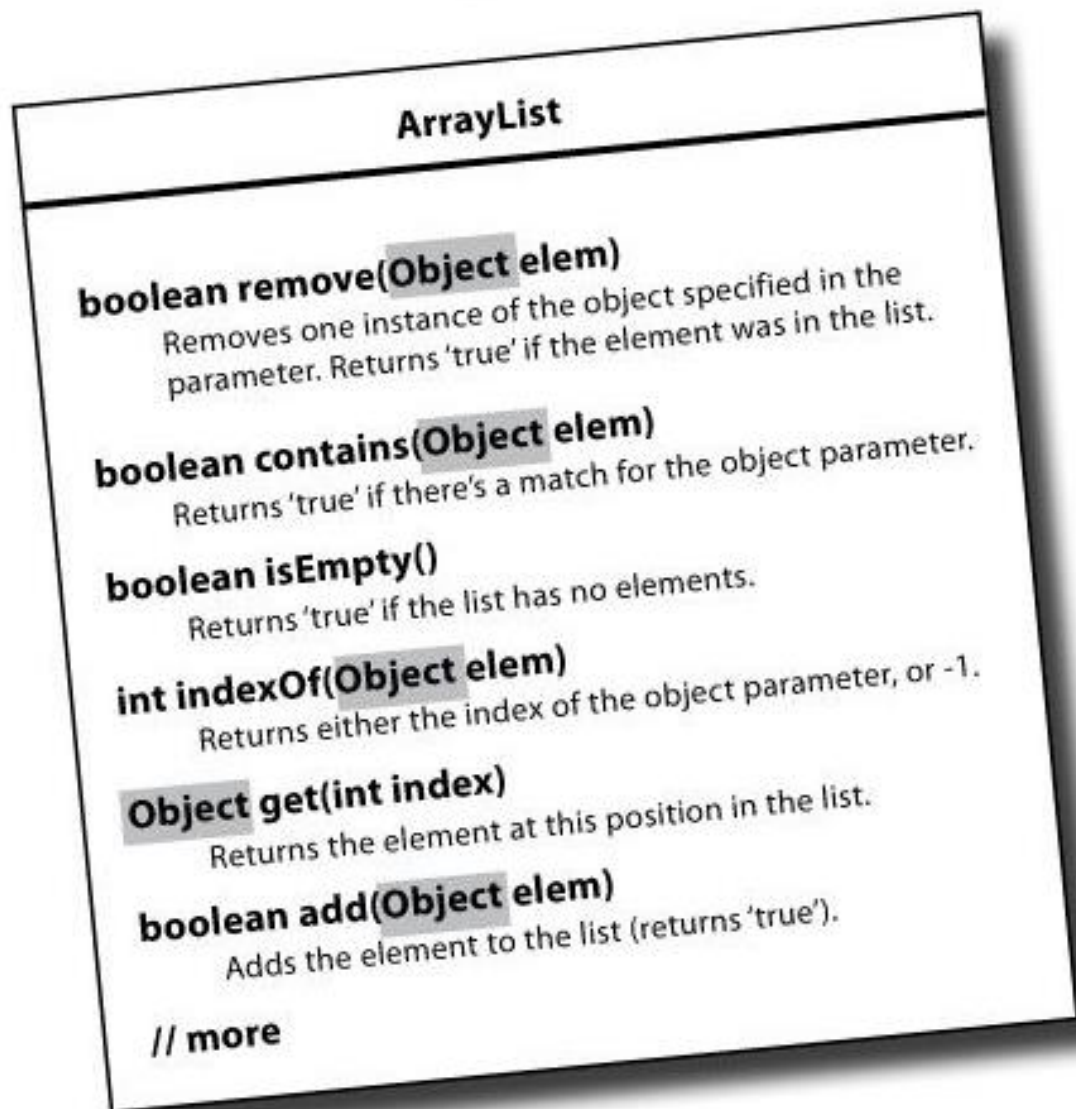 ArrayList
boolean remove(Object elem)
Removes one instance of the object specified in the
parameter. Returns ‘true’ if the element was in the list.
boolean contains(Object elem)
Returns ‘true’ if there’s a match for the object parameter.
boolean isEmpty()
Returns ‘true’ if the list has no elements.
int indexOf(Object elem)
Returns either the index of the object parameter, or -1.
Object get(int index)
Returns the element at this position in the list.
boolean add(Object elem)
Adds the element to the list (returns ‘true’).
// more